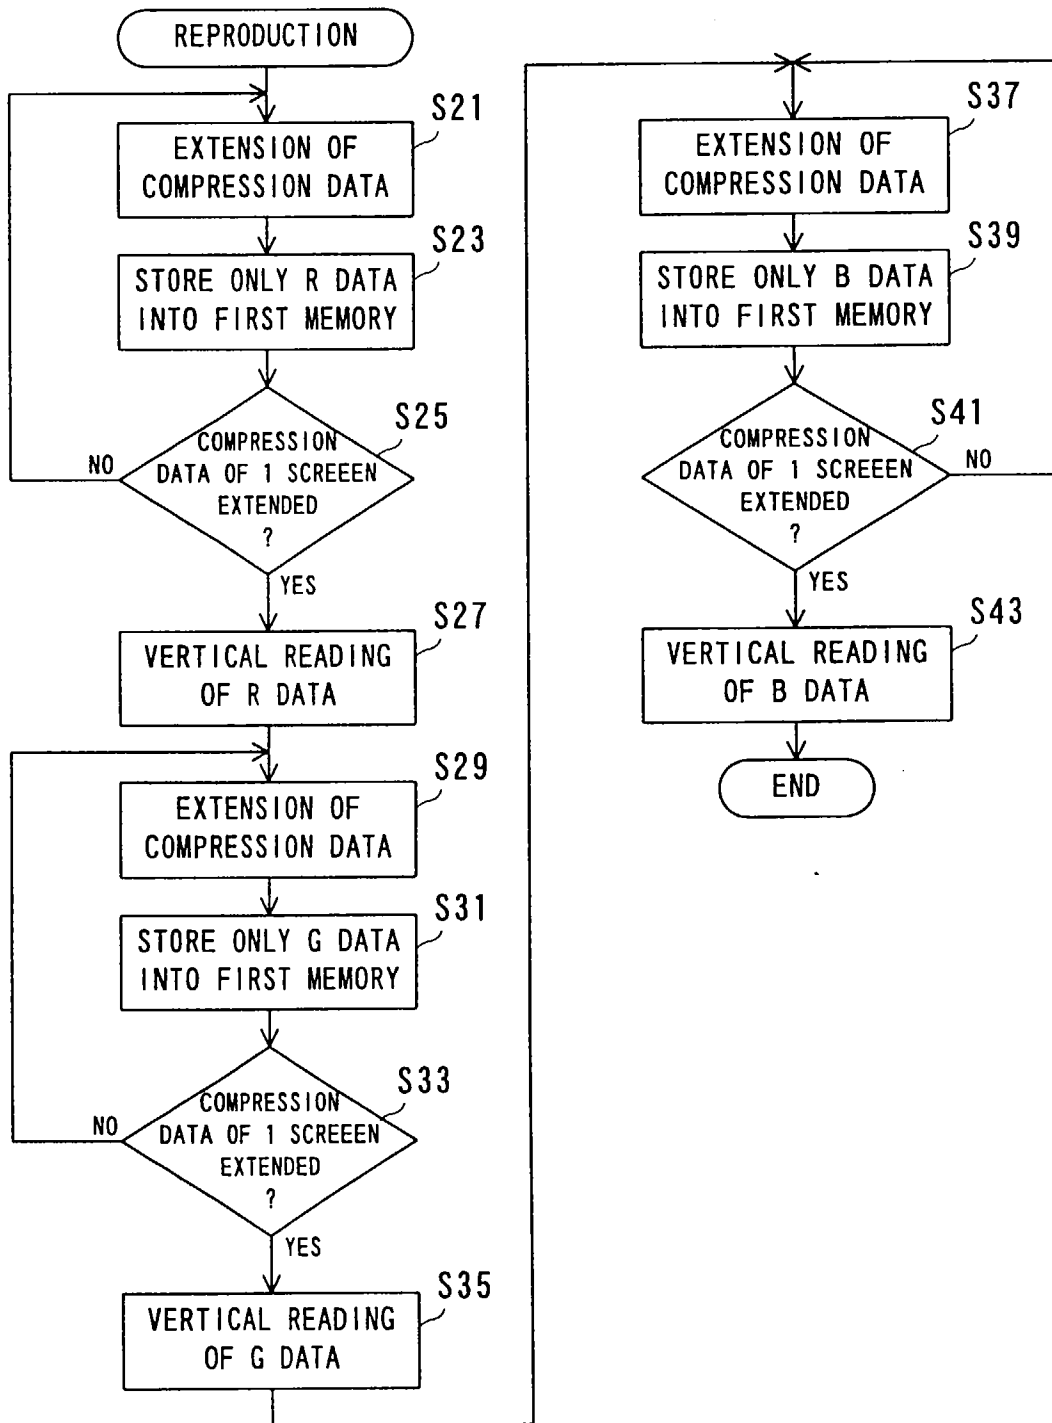 REPRODUCTION
S21
EXTENSION OF
COMPRESSION DATA
S23
STORE ONLY R DATA
INTO FIRST MEMORY
S25
COMPRESSION
DATA OF 1 SCREEEN
EXTENDED
?
NO
YES
S27
VERTICAL READING
OF R DATA
S29
EXTENSION OF
COMPRESSION DATA
S31
STORE ONLY G DATA
INTO FIRST MEMORY
S33
COMPRESSION
DATA OF 1 SCREEEN
EXTENDED
?
NO
YES
S35
VERTICAL READING
OF G DATA
S37
EXTENSION OF
COMPRESSION DATA
S39
STORE ONLY B DATA
INTO FIRST MEMORY
S41
COMPRESSION
DATA OF 1 SCREEEN
EXTENDED
?
NO
YES
S43
VERTICAL READING
OF B DATA
END